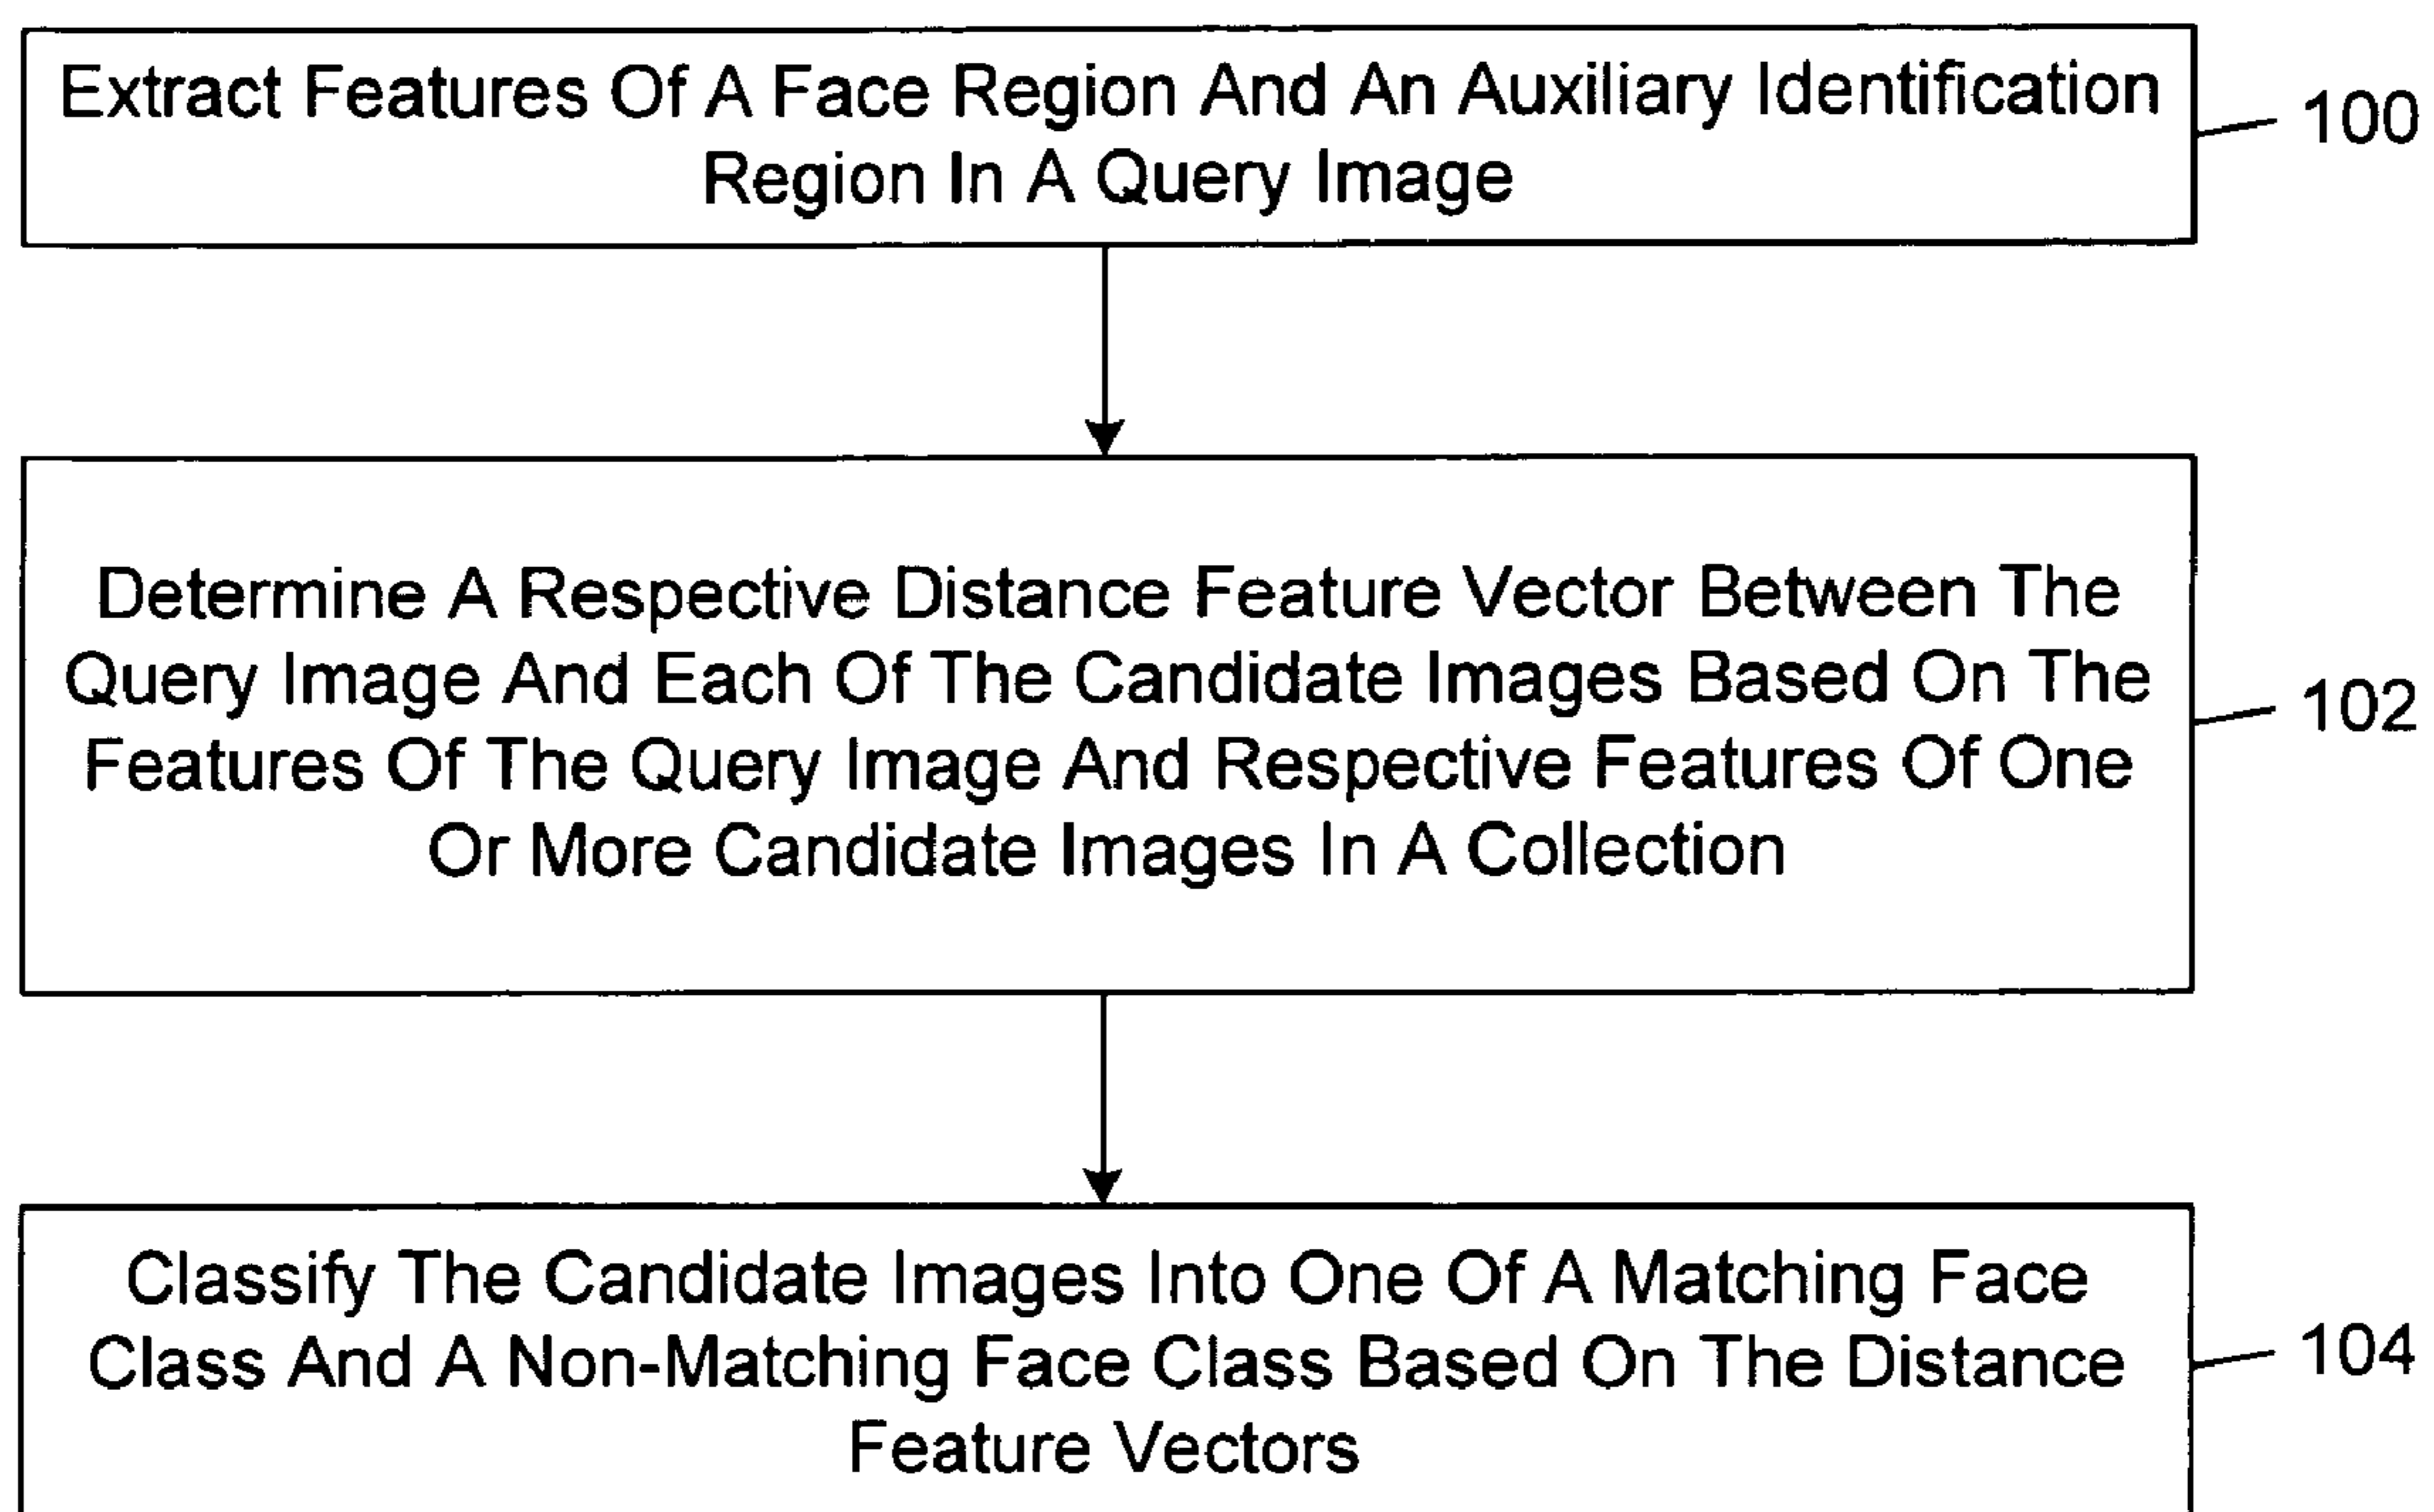 Extract Features Of A Face Region And An Auxiliary Identification
Region In A Query Image
100
Determine A Respective Distance Feature Vector Between The
Query Image And Each Of The Candidate Images Based On The
Features Of The Query Image And Respective Features Of One
Or More Candidate Images In A Collection
102
Classify The Candidate Images Into One Of A Matching Face
Class And A Non-Matching Face Class Based On The Distance
Feature Vectors
104